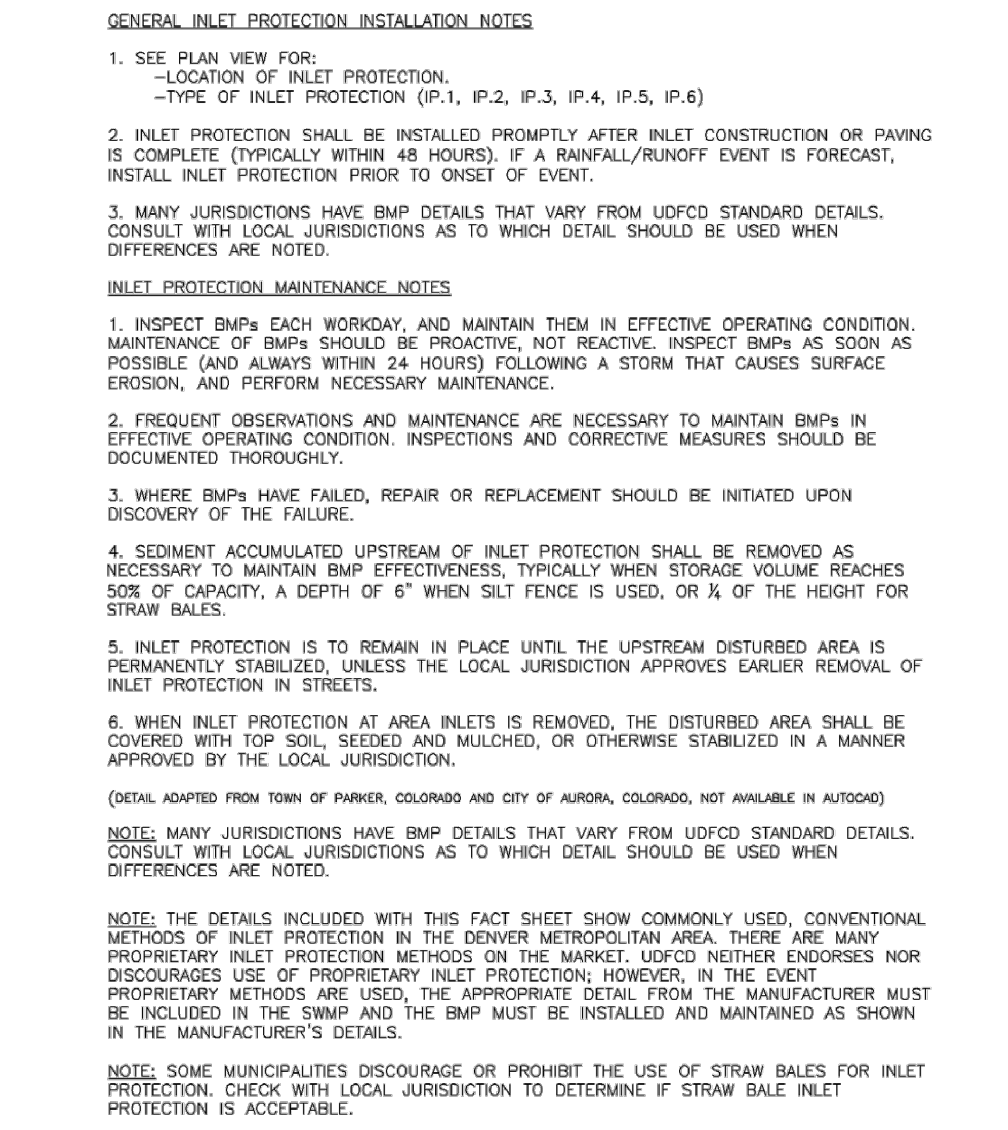 GENERAL INLET PROTECTION INSTALLATION NOTES
1. SEE PLAN VIEW FOR:
-LOCATION OF INLET PROTECTION.
-TYPE OF INLET PROTECTION (IP.1, IP.2, IP.3, IP.4, IP.5, IP.6)
2. INLET PROTECTION SHALL BE INSTALLED PROMPTLY AFTER INLET CONSTRUCTION OR PAVING
IS COMPLETE (TYPICALLY WITHIN 48 HOURS). IF A RAINFALL/RUNOFF EVENT IS FORECAST,
INSTALL INLET PROTECTION PRIOR TO ONSET OF EVENT.
3. MANY JURISDICTIONS HAVE BMP DETAILS THAT VARY FROM UDFCD STANDARD DETAILS.
CONSULT WITH LOCAL JURISDICTIONS AS TO WHICH DETAIL SHOULD BE USED WHEN
DIFFERENCES ARE NOTED.
INLET PROTECTION MAINTENANCE NOTES
1. INSPECT BMPs EACH WORKDAY, AND MAINTAIN THEM IN EFFECTIVE OPERATING CONDITION.
MAINTENANCE OF BMPs SHOULD BE PROACTIVE, NOT REACTIVE. INSPECT BMPs AS SOON AS
POSSIBLE (AND ALWAYS WITHIN 24 HOURS) FOLLOWING A STORM THAT CAUSES SURFACE
EROSION, AND PERFORM NECESSARY MAINTENANCE.
2. FREQUENT OBSERVATIONS AND MAINTENANCE ARE NECESSARY TO MAINTAIN BMPs IN
EFFECTIVE OPERATING CONDITION. INSPECTIONS AND CORRECTIVE MEASURES SHOULD BE
DOCUMENTED THOROUGHLY.
3. WHERE BMPs HAVE FAILED, REPAIR OR REPLACEMENT SHOULD BE INITIATED UPON
DISCOVERY OF THE FAILURE.
4. SEDIMENT ACCUMULATED UPSTREAM OF INLET PROTECTION SHALL BE REMOVED AS
NECESSARY TO MAINTAIN BMP EFFECTIVENESS, TYPICALLY WHEN STORAGE VOLUME REACHES
50% OF CAPACITY, A DEPTH OF 6" WHEN SILT FENCE IS USED, OR ¼ OF THE HEIGHT FOR
STRAW BALES.
5. INLET PROTECTION IS TO REMAIN IN PLACE UNTIL THE UPSTREAM DISTURBED AREA IS
PERMANENTLY STABILIZED, UNLESS THE LOCAL JURISDICTION APPROVES EARLIER REMOVAL OF
INLET PROTECTION IN STREETS.
6. WHEN INLET PROTECTION AT AREA INLETS IS REMOVED, THE DISTURBED AREA SHALL BE
COVERED WITH TOP SOIL, SEEDED AND MULCHED, OR OTHERWISE STABILIZED IN A MANNER
APPROVED BY THE LOCAL JURISDICTION.
(DETAIL ADAPTED FROM TOWN OF PARKER, COLORADO AND CITY OF AURORA, COLORADO, NOT AVAILABLE IN AUTOCAD)
NOTE: MANY JURISDICTIONS HAVE BMP DETAILS THAT VARY FROM UDFCD STANDARD DETAILS.
CONSULT WITH LOCAL JURISDICTIONS AS TO WHICH DETAIL SHOULD BE USED WHEN
DIFFERENCES ARE NOTED.
NOTE: THE DETAILS INCLUDED WITH THIS FACT SHEET SHOW COMMONLY USED, CONVENTIONAL
METHODS OF INLET PROTECTION IN THE DENVER METROPOLITAN AREA. THERE ARE MANY
PROPRIETARY INLET PROTECTION METHODS ON THE MARKET. UDFCD NEITHER ENDORSES NOR
DISCOURAGES USE OF PROPRIETARY INLET PROTECTION; HOWEVER, IN THE EVENT
PROPRIETARY METHODS ARE USED, THE APPROPRIATE DETAIL FROM THE MANUFACTURER MUST
BE INCLUDED IN THE SWMP AND THE BMP MUST BE INSTALLED AND MAINTAINED AS SHOWN
IN THE MANUFACTURER'S DETAILS.
NOTE: SOME MUNICIPALITIES DISCOURAGE OR PROHIBIT THE USE OF STRAW BALES FOR INLET
PROTECTION. CHECK WITH LOCAL JURISDICTION TO DETERMINE IF STRAW BALE INLET
PROTECTION IS ACCEPTABLE.